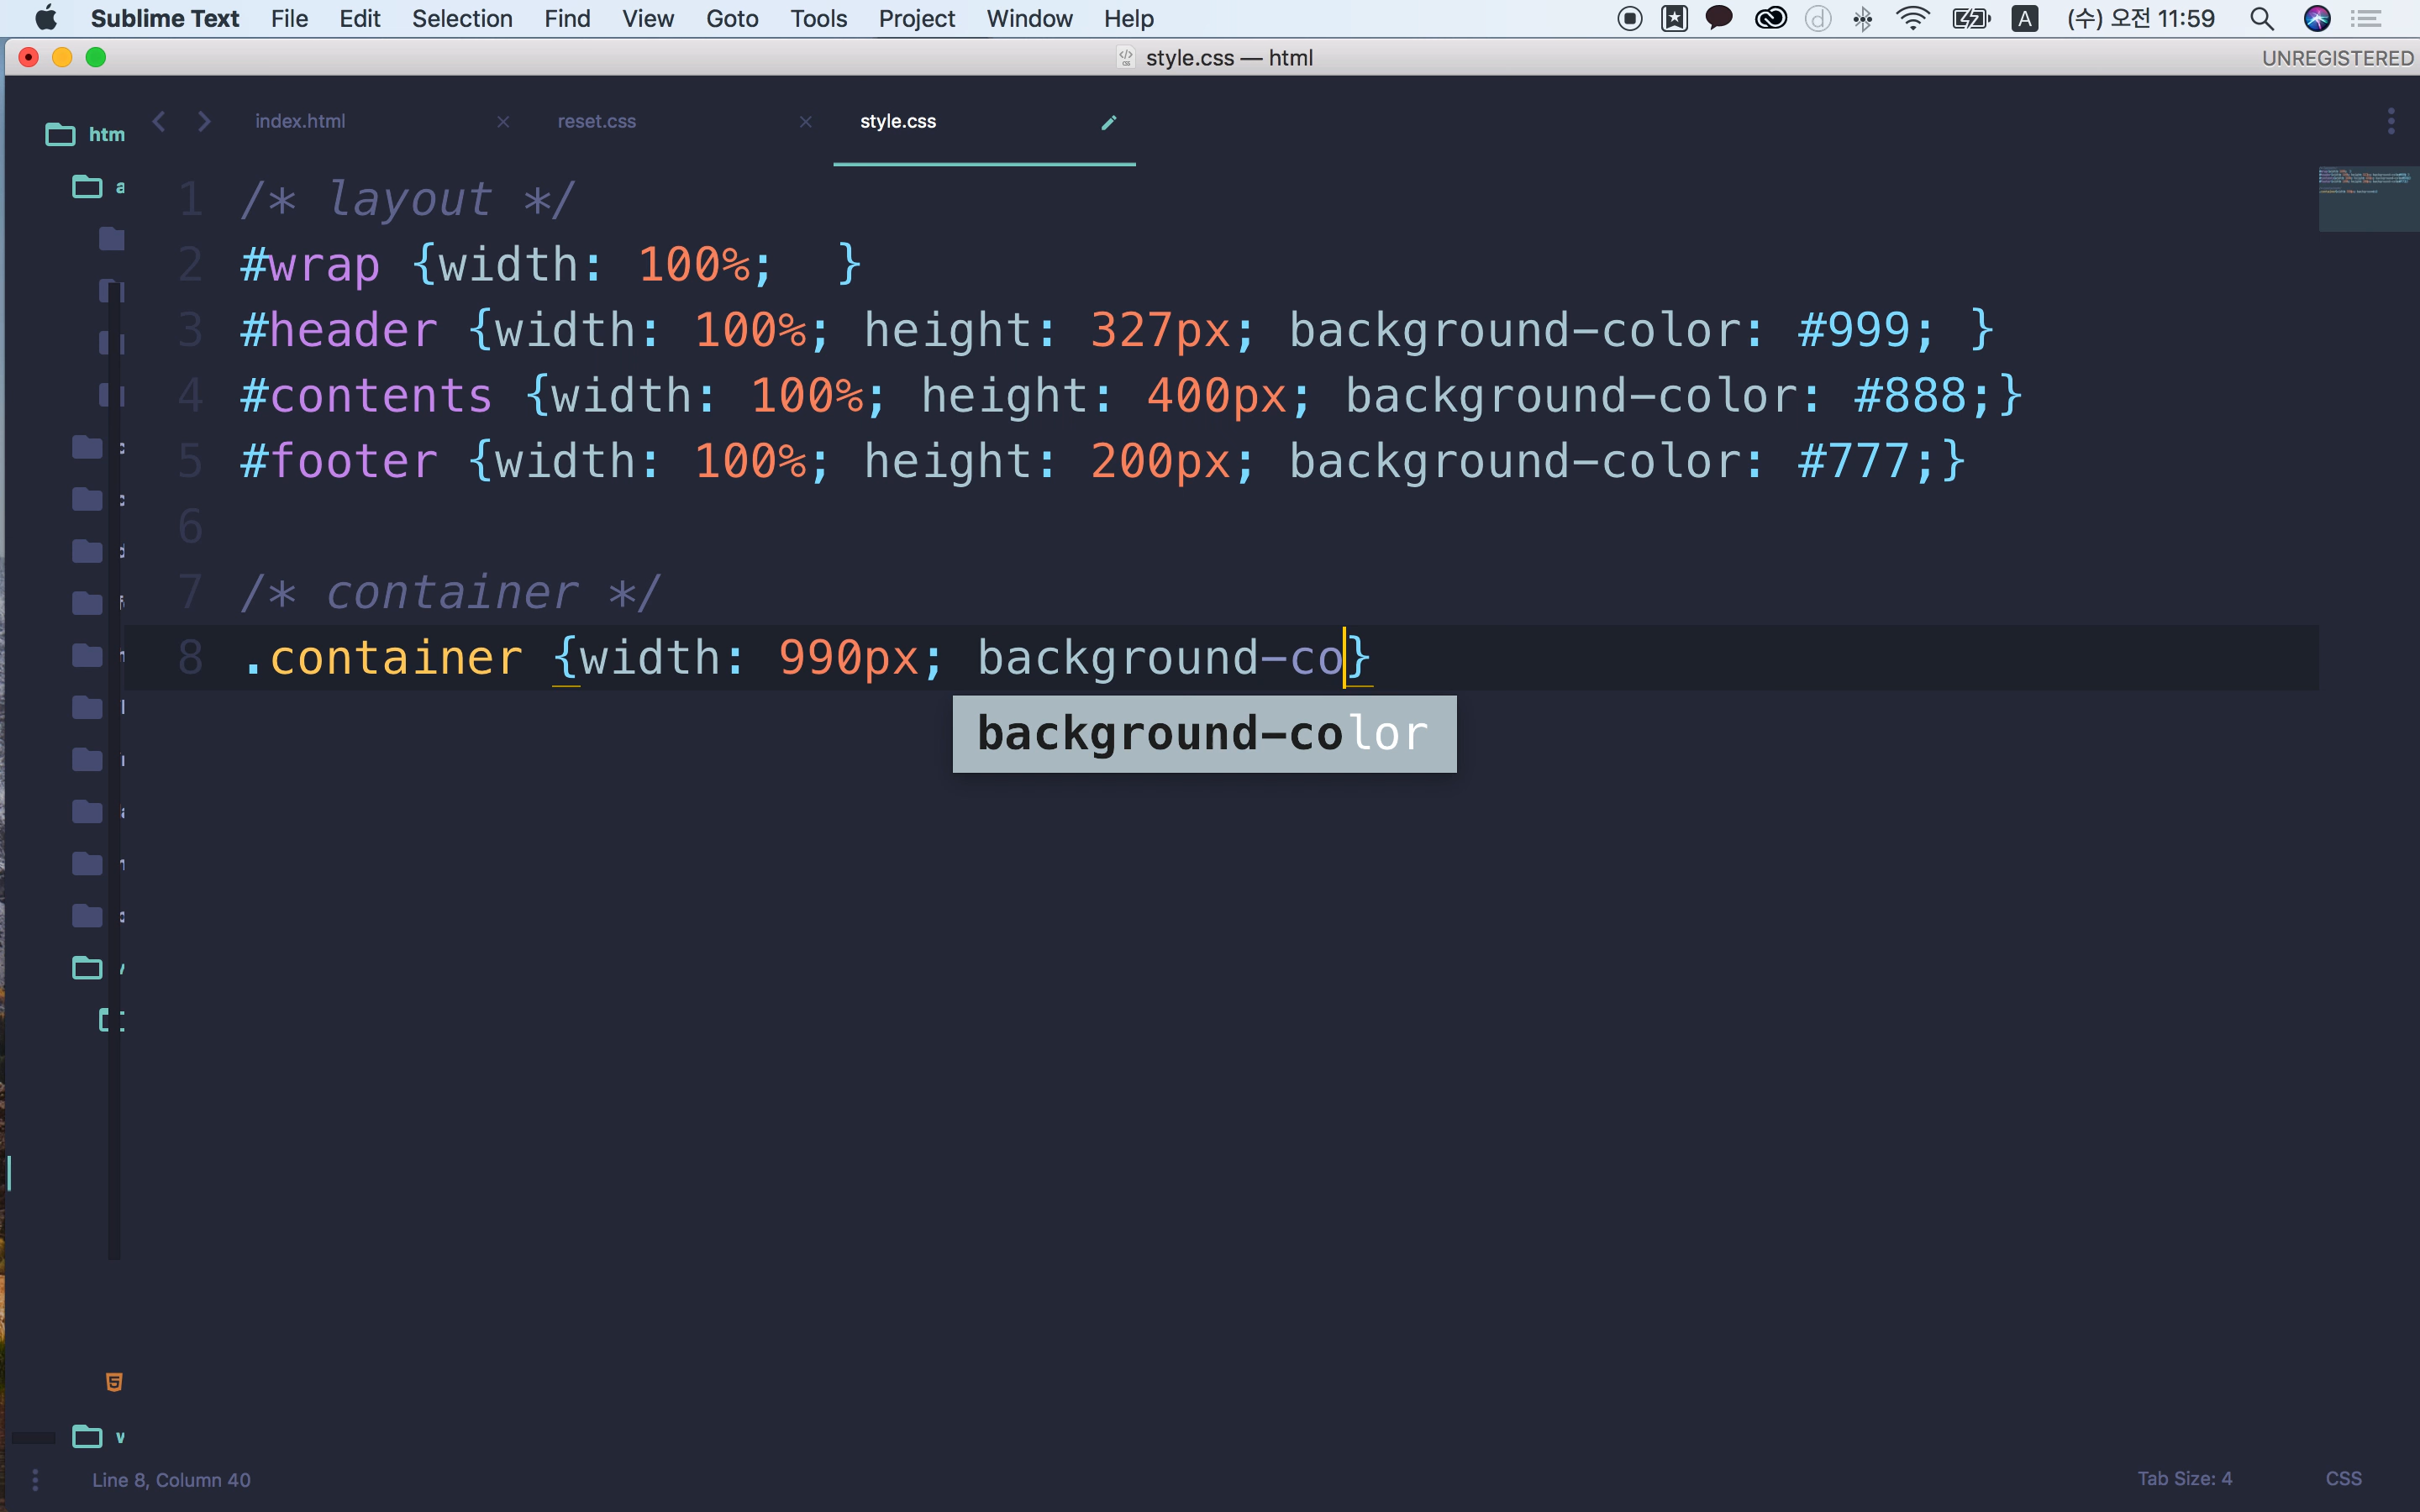 Sublime Text File Edit Selection Find View Goto Tools Project Window Help A (수) 오전 11:59
style.css — html UNREGISTERED
htm index.html reset.css style.css
1 /* layout */
2 #wrap {width: 100%;  }
3 #header {width: 100%; height: 327px; background-color: #999; }
4 #contents {width: 100%; height: 400px; background-color: #888;}
5 #footer {width: 100%; height: 200px; background-color: #777;}
6
7 /* container */
8 .container {width: 990px; background-co}
background-color
Line 8, Column 40 Tab Size: 4 CSS